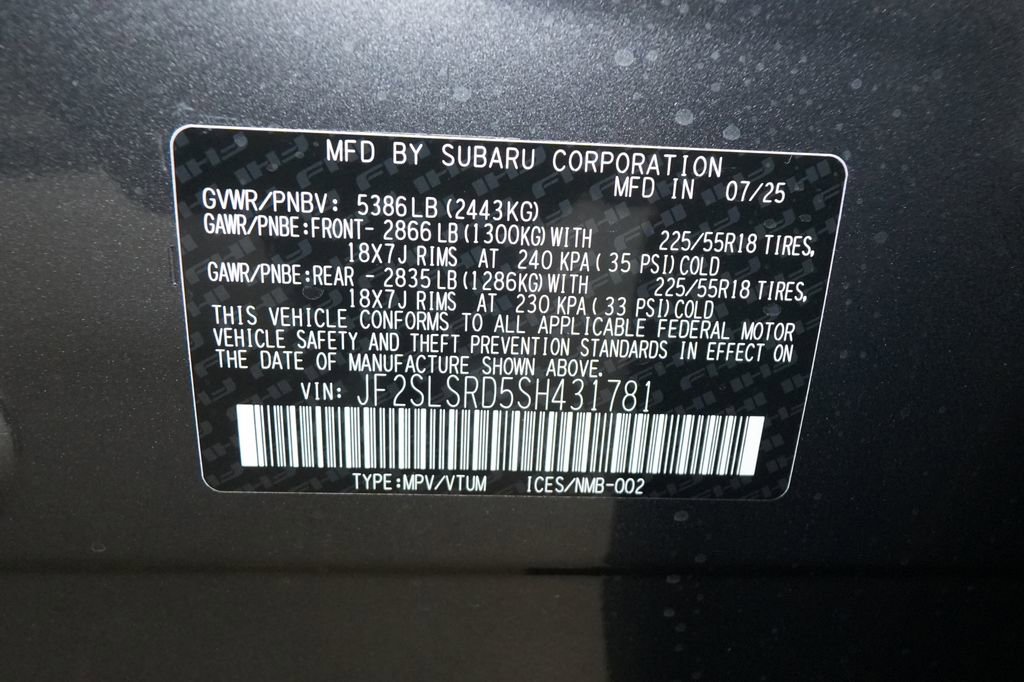 MFD BY SUBARU CORPORATION
MFD IN 07/25
GVWR/PNBV: 5386LB (2443KG)
GAWR/PNBE:FRONT- 2866 LB (1300KG) WITH 225/55R18 TIRES,
18X7J RIMS AT 240 KPA ( 35 PSI) COLD
GAWR/PNBE:REAR - 2835 LB (1286KG) WITH 225/55R18 TIRES,
18X7J RIMS AT 230 KPA ( 33 PSI) COLD
THIS VEHICLE CONFORMS TO ALL APPLICABLE FEDERAL MOTOR
VEHICLE SAFETY AND THEFT PREVENTION STANDARDS IN EFFECT ON
THE DATE OF MANUFACTURE SHOWN ABOVE.
VIN: JF2SLSRD5SH431781
TYPE:MPV/VTUM ICES/NMB-002